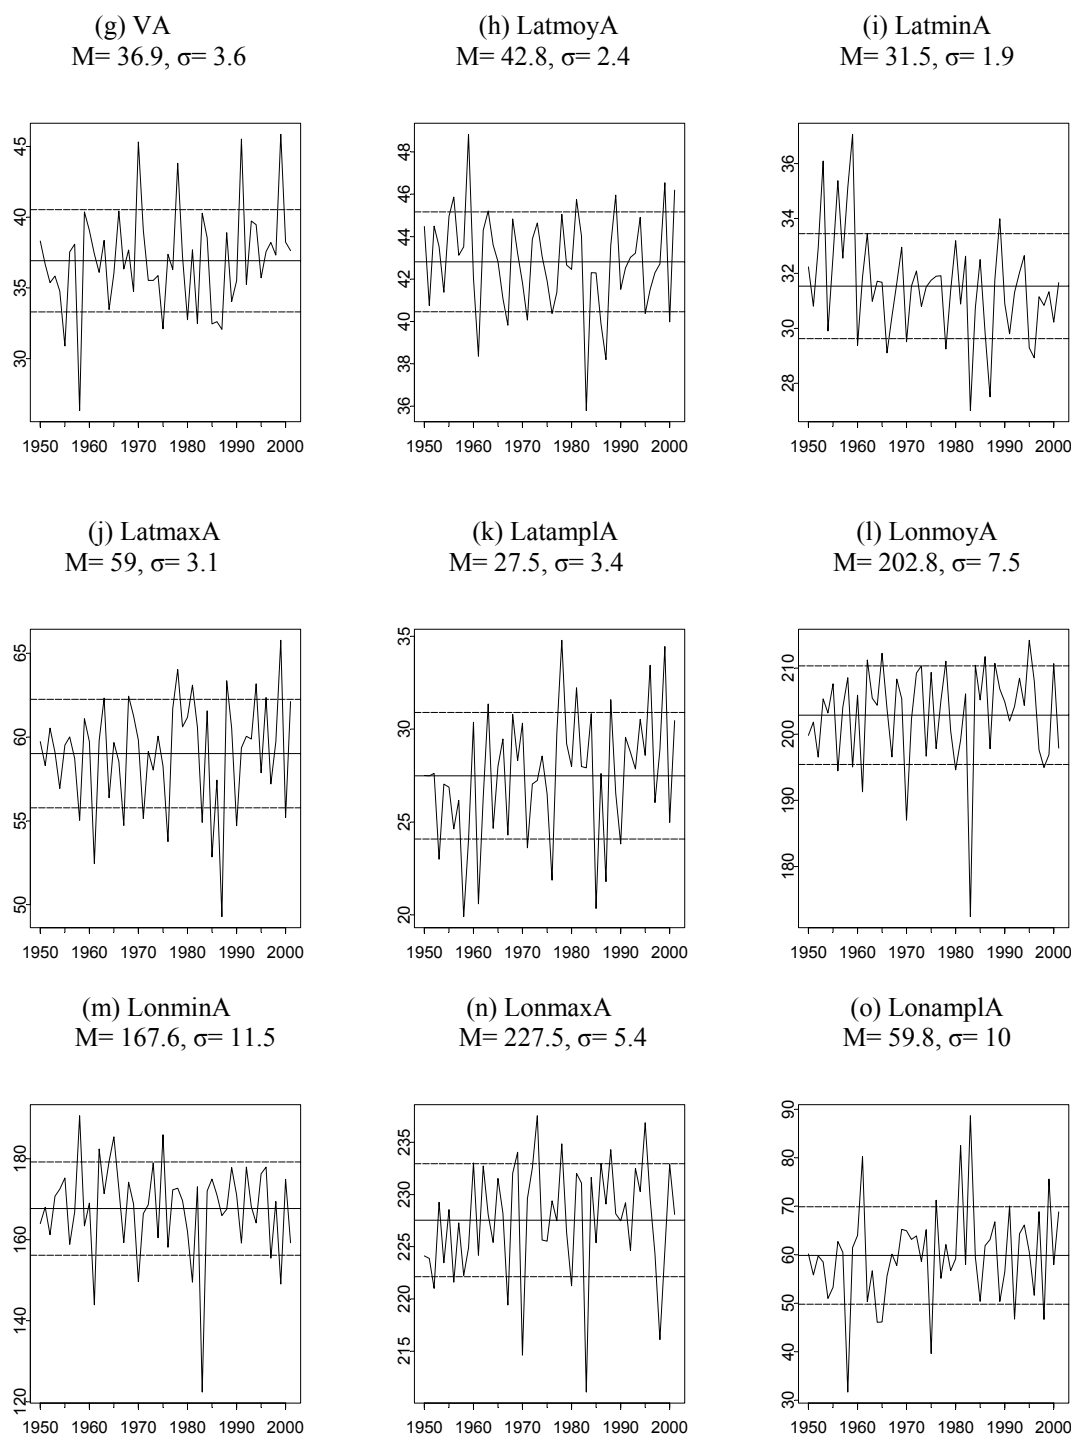 (g) VA
M= 36.9, σ= 3.6
(h) LatmoyA
M= 42.8, σ= 2.4
(i) LatminA
M= 31.5, σ= 1.9
45
40
35
30
1950 1960 1970 1980 1990 2000
48
46
44
42
40
38
36
1950 1960 1970 1980 1990 2000
36
34
32
30
28
1950 1960 1970 1980 1990 2000
(j) LatmaxA
M= 59, σ= 3.1
(k) LatamplA
M= 27.5, σ= 3.4
(l) LonmoyA
M= 202.8, σ= 7.5
65
60
55
50
1950 1960 1970 1980 1990 2000
35
30
25
20
1950 1960 1970 1980 1990 2000
210
200
190
180
1950 1960 1970 1980 1990 2000
(m) LonminA
M= 167.6, σ= 11.5
(n) LonmaxA
M= 227.5, σ= 5.4
(o) LonamplA
M= 59.8, σ= 10
180
160
140
120
1950 1960 1970 1980 1990 2000
235
230
225
220
215
1950 1960 1970 1980 1990 2000
90
80
70
60
50
40
30
1950 1960 1970 1980 1990 2000